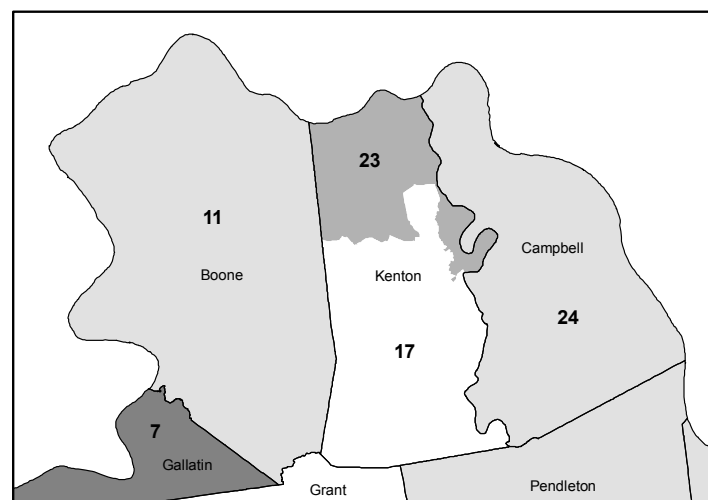 23
11
Campbell
Boone
Kenton
24
17
7
Gallatin
Pendleton
Grant